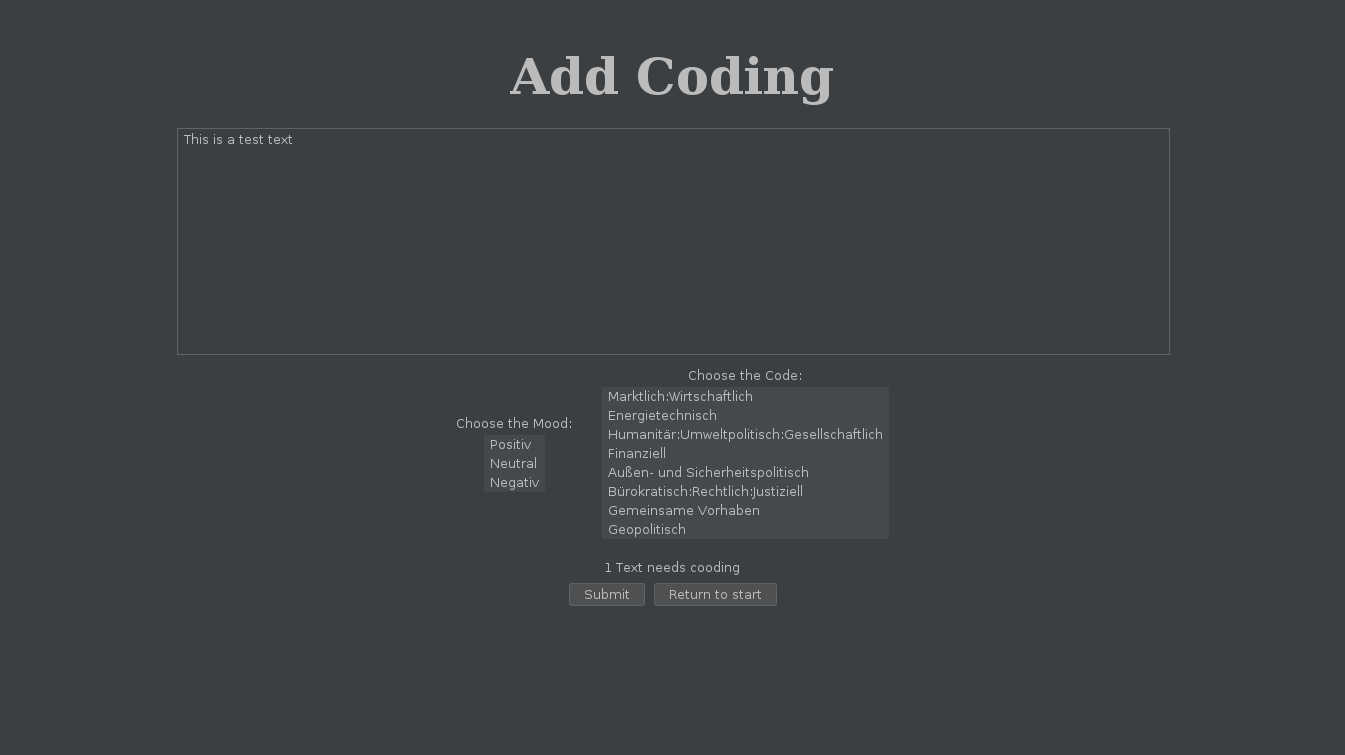 Add Coding
This is a test text
Choose the Mood:
Positiv
Neutral
Negativ
Choose the Code:
Marktlich:Wirtschaftlich
Energietechnisch
Humanitär:Umweltpolitisch:Gesellschaftlich
Finanziell
Außen- und Sicherheitspolitisch
Bürokratisch:Rechtlich:Justiziell
Gemeinsame Vorhaben
Geopolitisch
1 Text needs cooding
Submit
Return to start